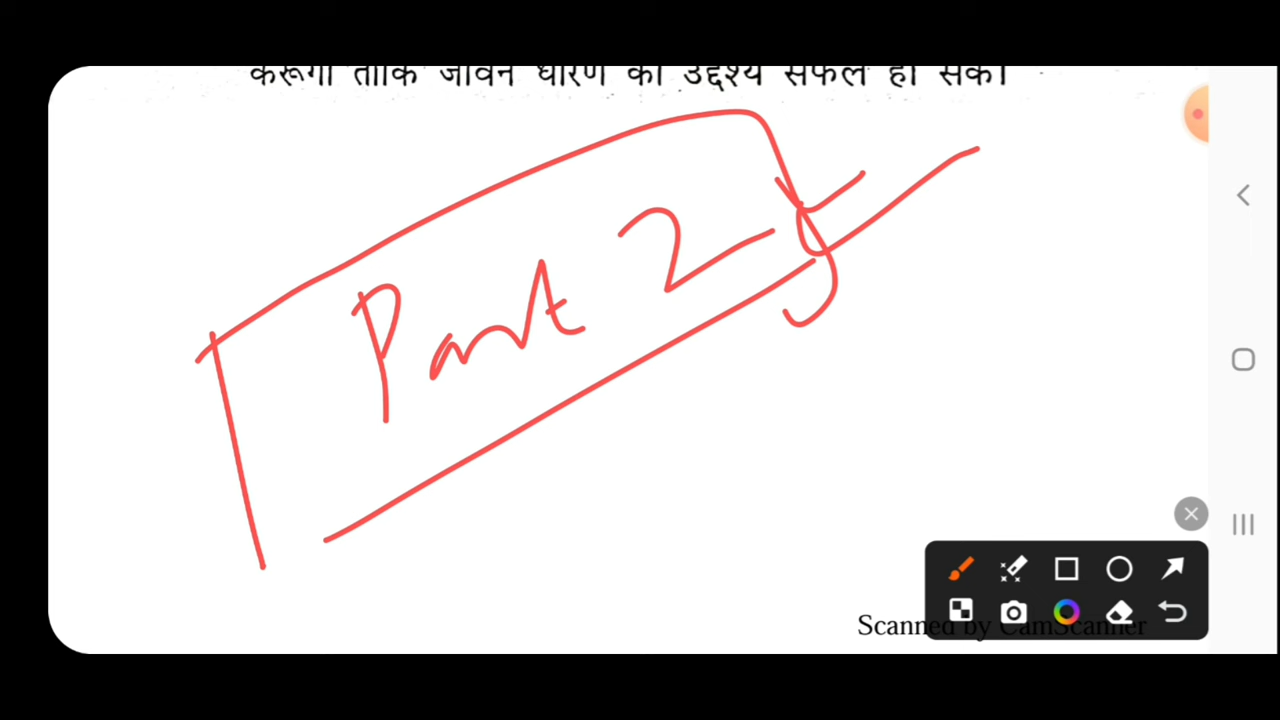 करूंगी ताकि जीवन धारण का उद्देश्य सफल हो सके।
Part 2
Scanned by CamScanner